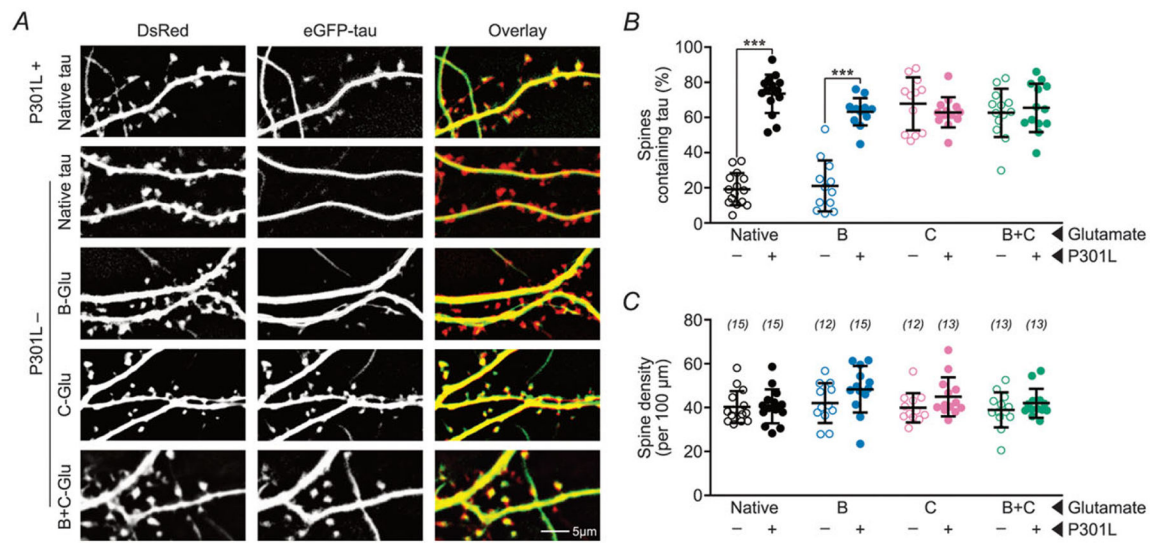 A
DsRed
eGFP-tau
Overlay
P301L +
Native tau
P301L –
Native tau
B-Glu
C-Glu
B+C-Glu
5μm
B
Spines
containing tau (%)
100
80
60
40
20
0
***
***
Native
B
C
B+C
Glutamate
– + – + – + – +
P301L
C
Spine density
(per 100 μm)
80
60
40
20
0
(15) (15) (12) (15) (12) (13) (13) (13)
Native
B
C
B+C
Glutamate
– + – + – + – +
P301L